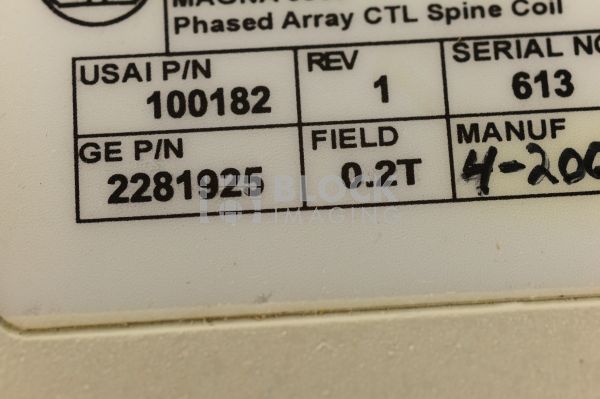 Phased Array CTL Spine Coil
USAI P/N
100182
REV
1
SERIAL NO
613
GE P/N
2281925
FIELD
0.2T
MANUF
BLOCK
IMAGING